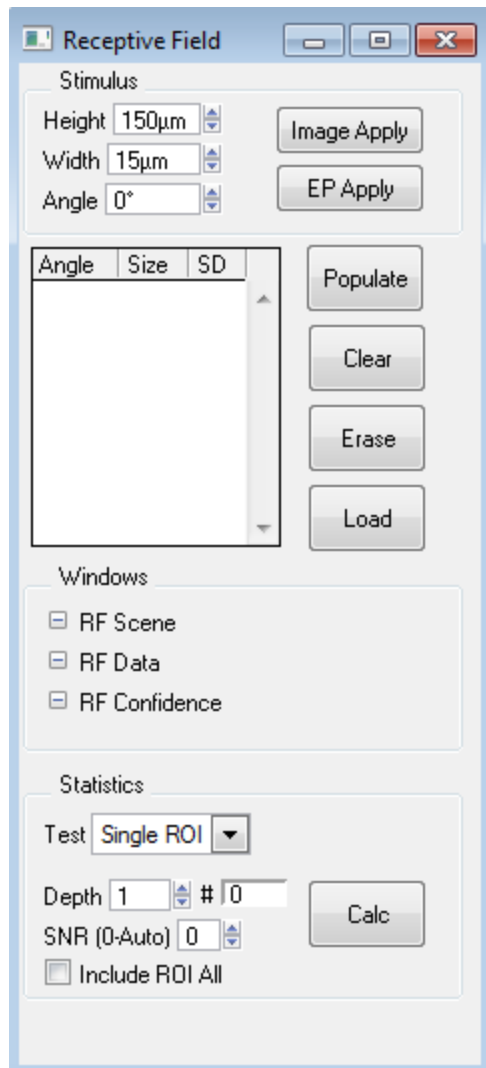 Receptive Field
Stimulus
Height 150µm
Width 15µm
Angle 0°
Image Apply
EP Apply
Angle Size SD
Populate
Clear
Erase
Load
Windows
RF Scene
RF Data
RF Confidence
Statistics
Test Single ROI
Depth 1 # 0
SNR (0-Auto) 0
Include ROI All
Calc